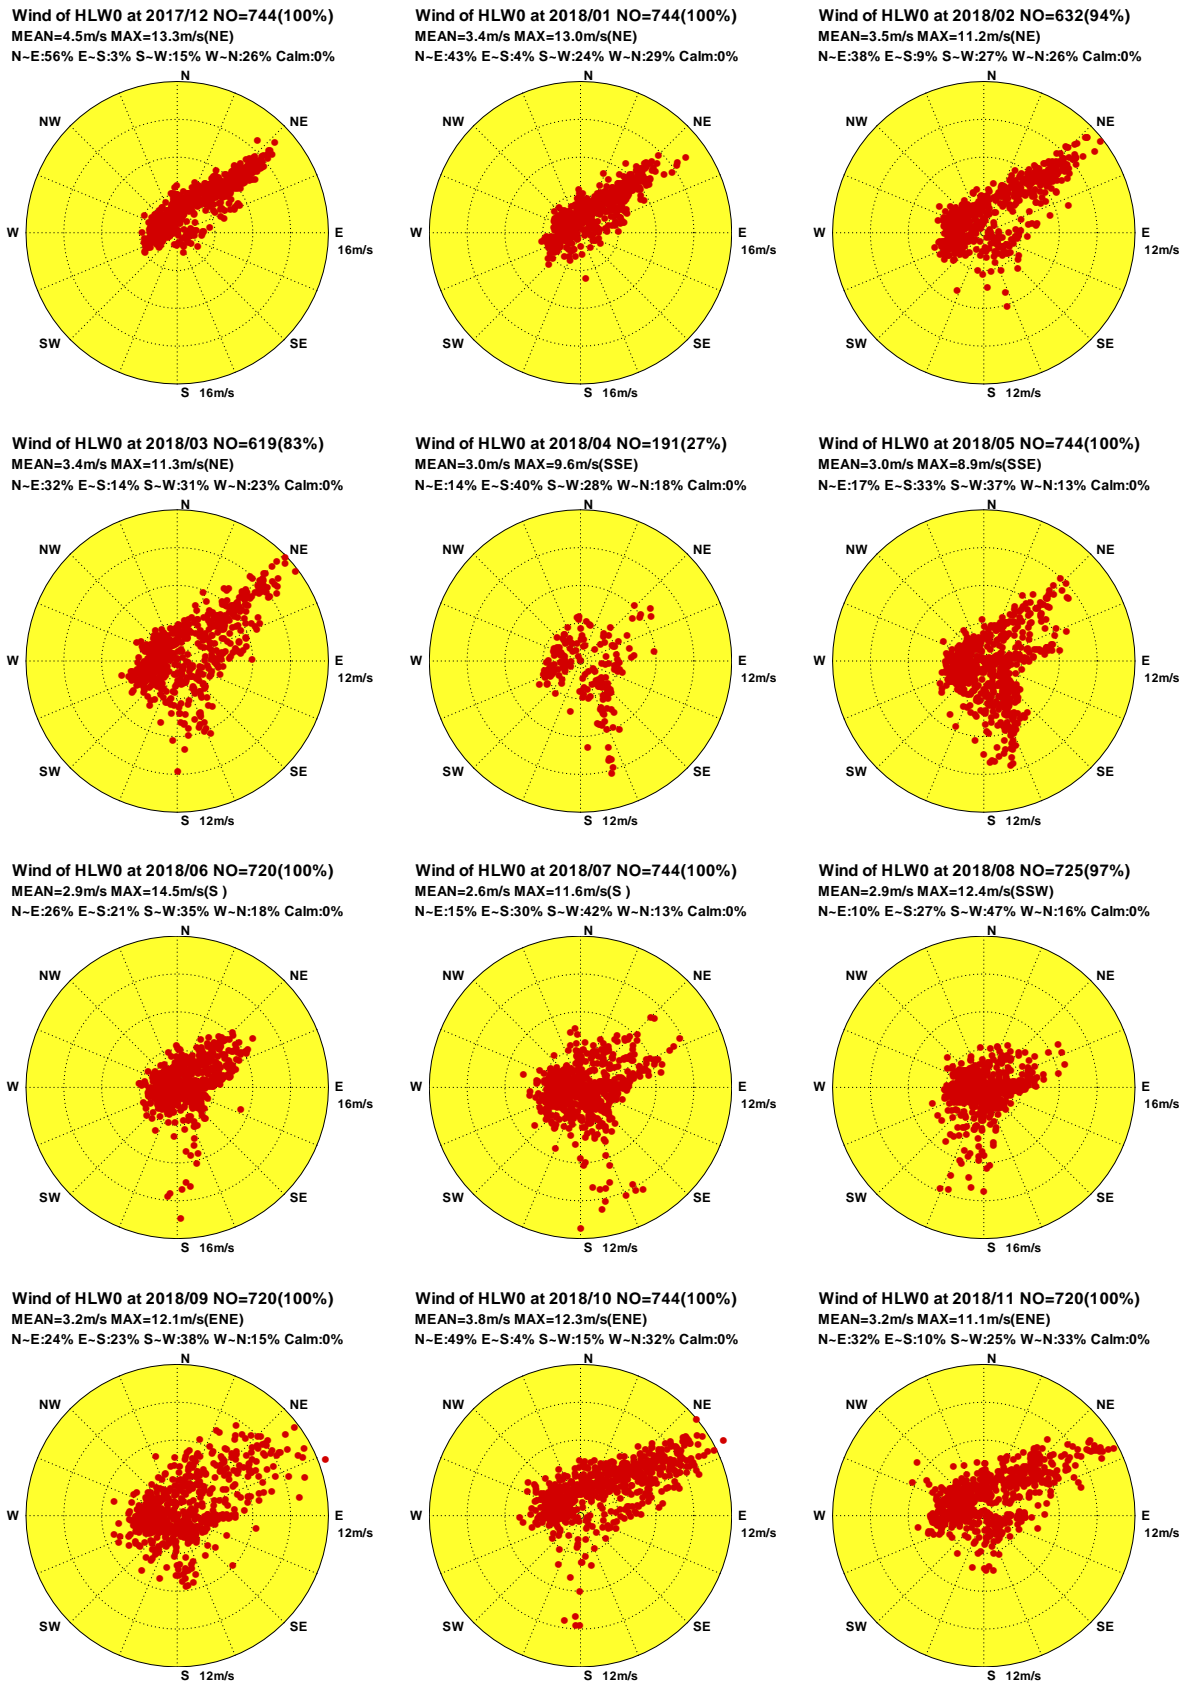 Wind of HLW0 at 2017/12 NO=744(100%)
MEAN=4.5m/s MAX=13.3m/s(NE)
N~E:56% E~S:3% S~W:15% W~N:26% Calm:0%
N
NW
NE
W
E
16m/s
SW
SE
S 16m/s
Wind of HLW0 at 2018/01 NO=744(100%)
MEAN=3.4m/s MAX=13.0m/s(NE)
N~E:43% E~S:4% S~W:24% W~N:29% Calm:0%
N
NW
NE
W
E
16m/s
SW
SE
S 16m/s
Wind of HLW0 at 2018/02 NO=632(94%)
MEAN=3.5m/s MAX=11.2m/s(NE)
N~E:38% E~S:9% S~W:27% W~N:26% Calm:0%
N
NW
NE
W
E
12m/s
SW
SE
S 12m/s
Wind of HLW0 at 2018/03 NO=619(83%)
MEAN=3.4m/s MAX=11.3m/s(NE)
N~E:32% E~S:14% S~W:31% W~N:23% Calm:0%
N
NW
NE
W
E
12m/s
SW
SE
S 12m/s
Wind of HLW0 at 2018/04 NO=191(27%)
MEAN=3.0m/s MAX=9.6m/s(SSE)
N~E:14% E~S:40% S~W:28% W~N:18% Calm:0%
N
NW
NE
W
E
12m/s
SW
SE
S 12m/s
Wind of HLW0 at 2018/05 NO=744(100%)
MEAN=3.0m/s MAX=8.9m/s(SSE)
N~E:17% E~S:33% S~W:37% W~N:13% Calm:0%
N
NW
NE
W
E
12m/s
SW
SE
S 12m/s
Wind of HLW0 at 2018/06 NO=720(100%)
MEAN=2.9m/s MAX=14.5m/s(S )
N~E:26% E~S:21% S~W:35% W~N:18% Calm:0%
N
NW
NE
W
E
16m/s
SW
SE
S 16m/s
Wind of HLW0 at 2018/07 NO=744(100%)
MEAN=2.6m/s MAX=11.6m/s(S )
N~E:15% E~S:30% S~W:42% W~N:13% Calm:0%
N
NW
NE
W
E
12m/s
SW
SE
S 12m/s
Wind of HLW0 at 2018/08 NO=725(97%)
MEAN=2.9m/s MAX=12.4m/s(SSW)
N~E:10% E~S:27% S~W:47% W~N:16% Calm:0%
N
NW
NE
W
E
16m/s
SW
SE
S 16m/s
Wind of HLW0 at 2018/09 NO=720(100%)
MEAN=3.2m/s MAX=12.1m/s(ENE)
N~E:24% E~S:23% S~W:38% W~N:15% Calm:0%
N
NW
NE
W
E
12m/s
SW
SE
S 12m/s
Wind of HLW0 at 2018/10 NO=744(100%)
MEAN=3.8m/s MAX=12.3m/s(ENE)
N~E:49% E~S:4% S~W:15% W~N:32% Calm:0%
N
NW
NE
W
E
12m/s
SW
SE
S 12m/s
Wind of HLW0 at 2018/11 NO=720(100%)
MEAN=3.2m/s MAX=11.1m/s(ENE)
N~E:32% E~S:10% S~W:25% W~N:33% Calm:0%
N
NW
NE
W
E
12m/s
SW
SE
S 12m/s